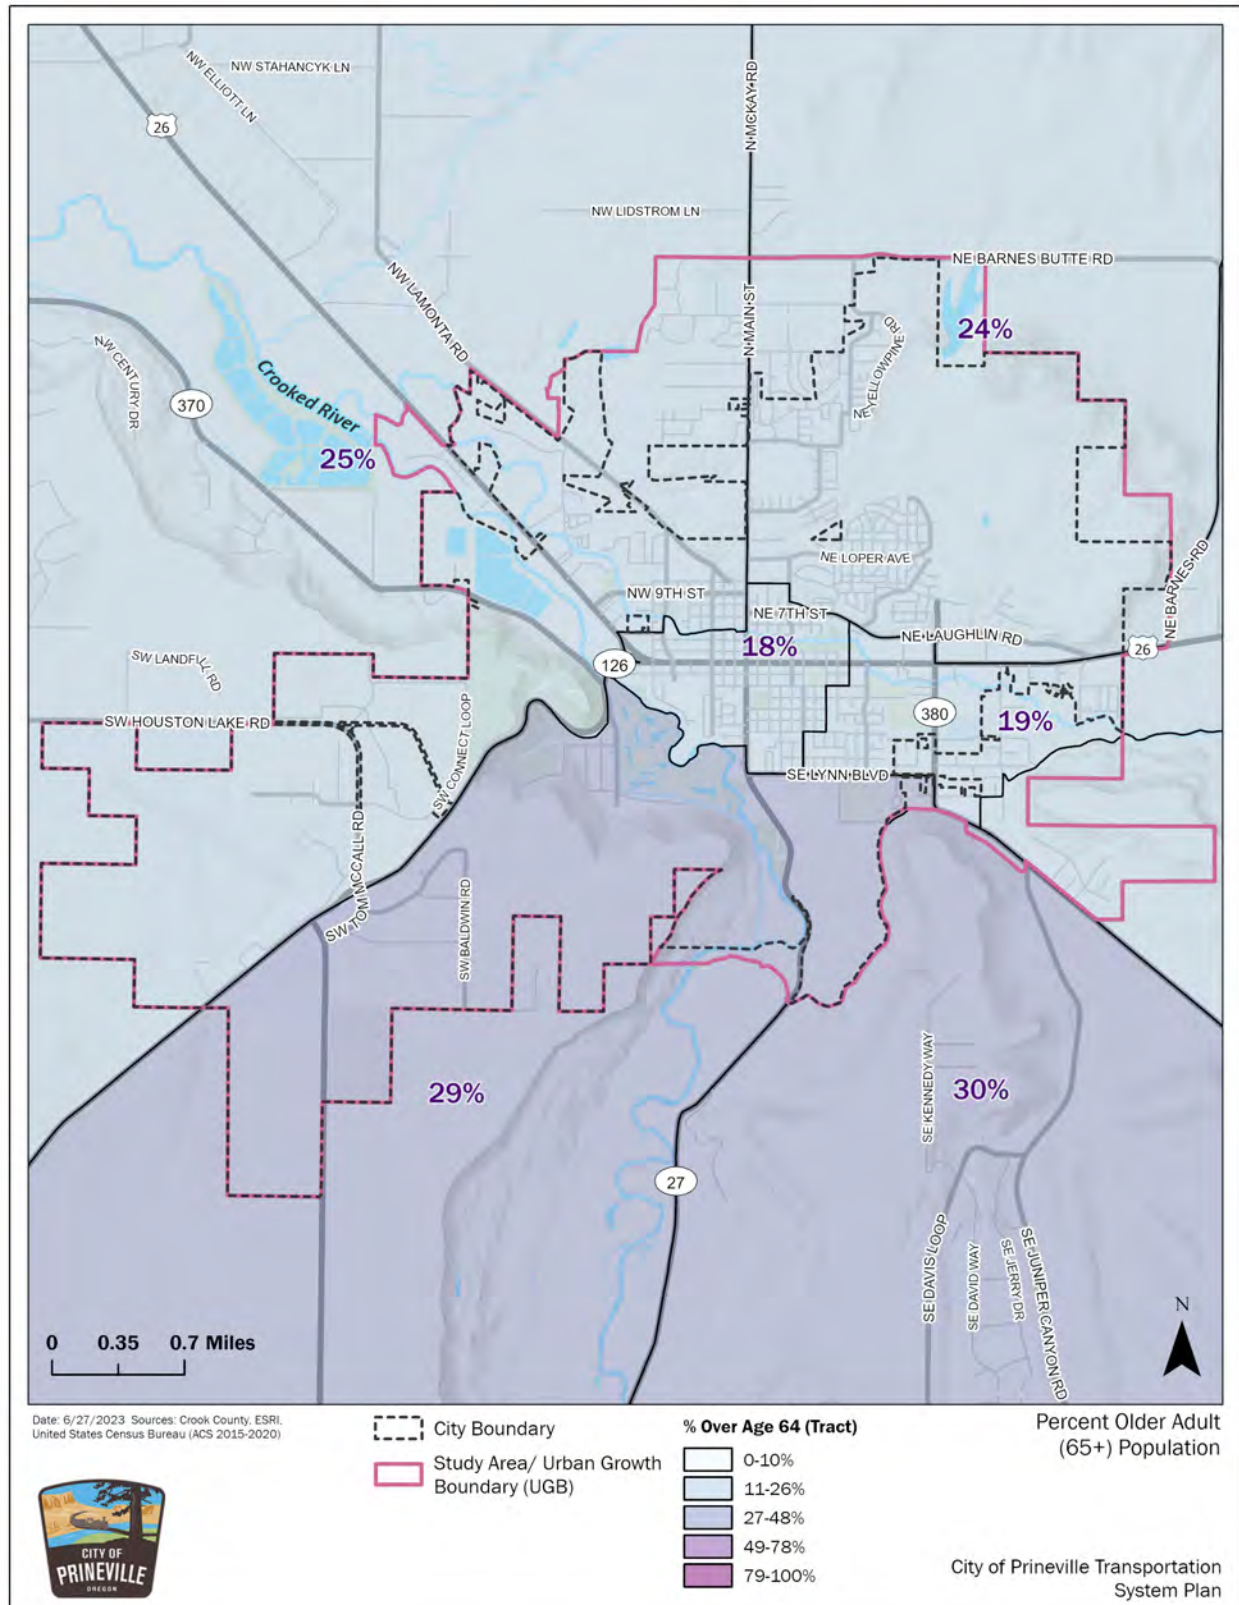 NW STAHANCYK LN
NW ELLIOTT LN
26
N MCKAY RD
NW LIDSTROM LN
NE BARNES BUTTE RD
NW LAMONTA RD
N MAIN ST
24%
NW CENTURY DR
NE YELLOWPINE RD
Crooked River
370
25%
NE LOPER AVE
NE BARNES RD
NW 9TH ST
NE 7TH ST
NE LAUGHLIN RD
18%
26
126
SW LANDFILL RD
SW HOUSTON LAKE RD
SW CONNECT LOOP
380
19%
SE LYNN BLVD
SW TOM MCCALL RD
SW BALDWIN RD
29%
30%
SE KENNEDY WAY
27
SE DAVIS LOOP
SE DAVID WAY
SE JERRY DR
SE JUNIPER CANYON RD
N
0 0.35 0.7 Miles
Date: 6/27/2023 Sources: Crook County, ESRI,
United States Census Bureau (ACS 2015-2020)
City Boundary
Study Area/ Urban Growth
Boundary (UGB)
% Over Age 64 (Tract)
0-10%
11-26%
27-48%
49-78%
79-100%
Percent Older Adult
(65+) Population
CITY OF
PRINEVILLE
OREGON
City of Prineville Transportation
System Plan